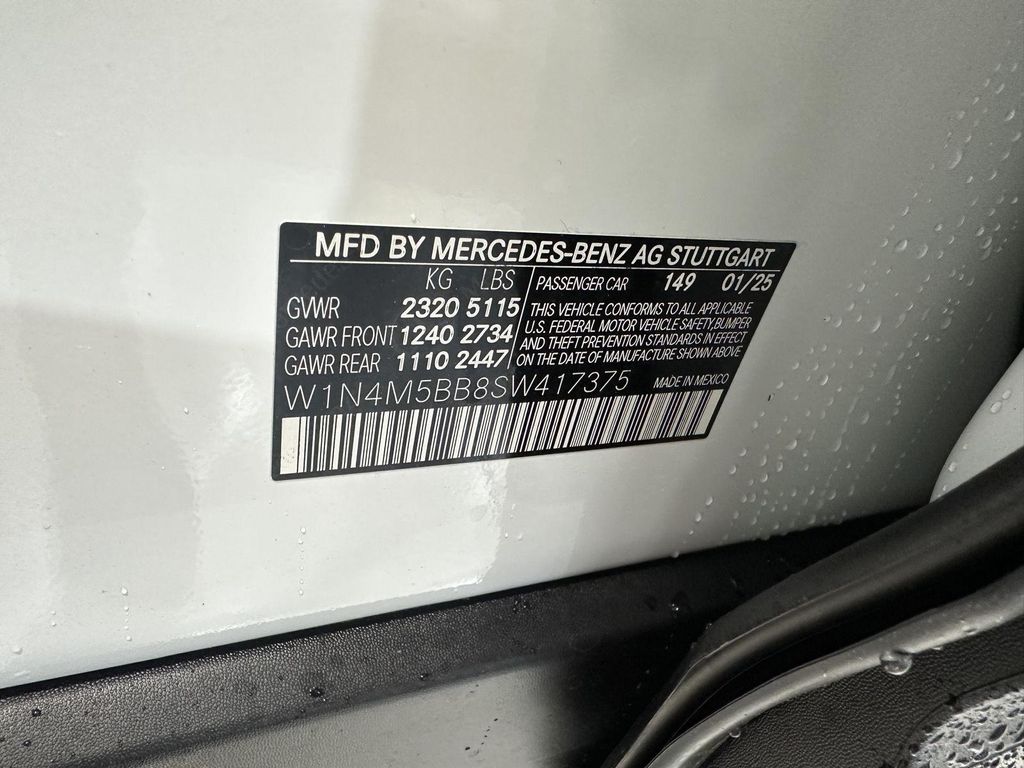 MFD BY MERCEDES-BENZ AG STUTTGART
KG LBS
GVWR 2320 5115
GAWR FRONT 1240 2734
GAWR REAR 1110 2447
PASSENGER CAR 149 01/25
THIS VEHICLE CONFORMS TO ALL APPLICABLE
U.S. FEDERAL MOTOR VEHICLE SAFETY, BUMPER
AND THEFT PREVENTION STANDARDS IN EFFECT
ON THE DATE OF MANUFACTURE SHOWN ABOVE
W1N4M5BB8SW417375 MADE IN MEXICO